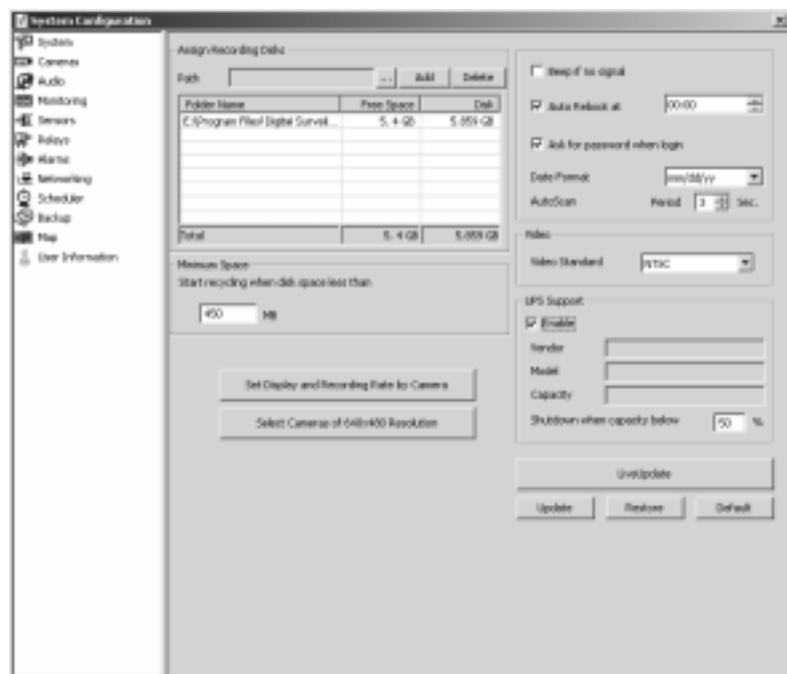 System Configuration
System
Cameras
Audio
Monitoring
Sensors
Relays
Alarms
Networking
Scheduler
Backup
Map
User Information
Assign Recording Disks
Path ... Add Delete
Folder Name Free Space Disk
C:\Program Files\ Digital Surveil... 5. 4 GB 5.859 GB
Total 5. 4 GB 5.859 GB
Minimum Space
Start recycling when disk space less than
450 MB
Set Display and Recording Rate by Camera
Select Cameras of 640x480 Resolution
Beep if no signal
Auto Reboot at 00:00
Ask for password when login
Date Format mm/dd/yy
AutoScan Period 3 Sec.
Video
Video Standard NTSC
UPS Support
Enable
Vendor
Model
Capacity
Shutdown when capacity below 50 %
LiveUpdate
Update Restore Default